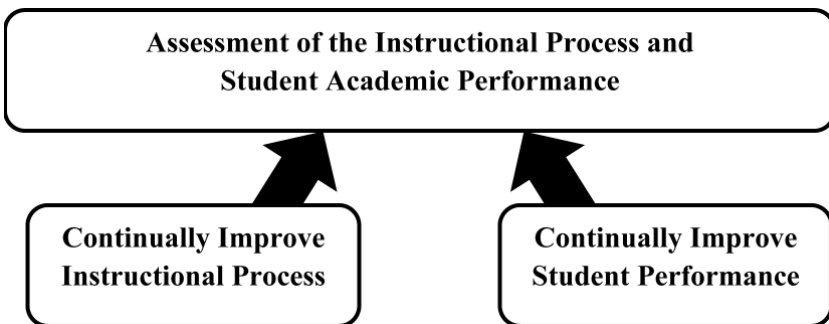 Assessment of the Instructional Process and
Student Academic Performance
Continually Improve
Instructional Process
Continually Improve
Student Performance